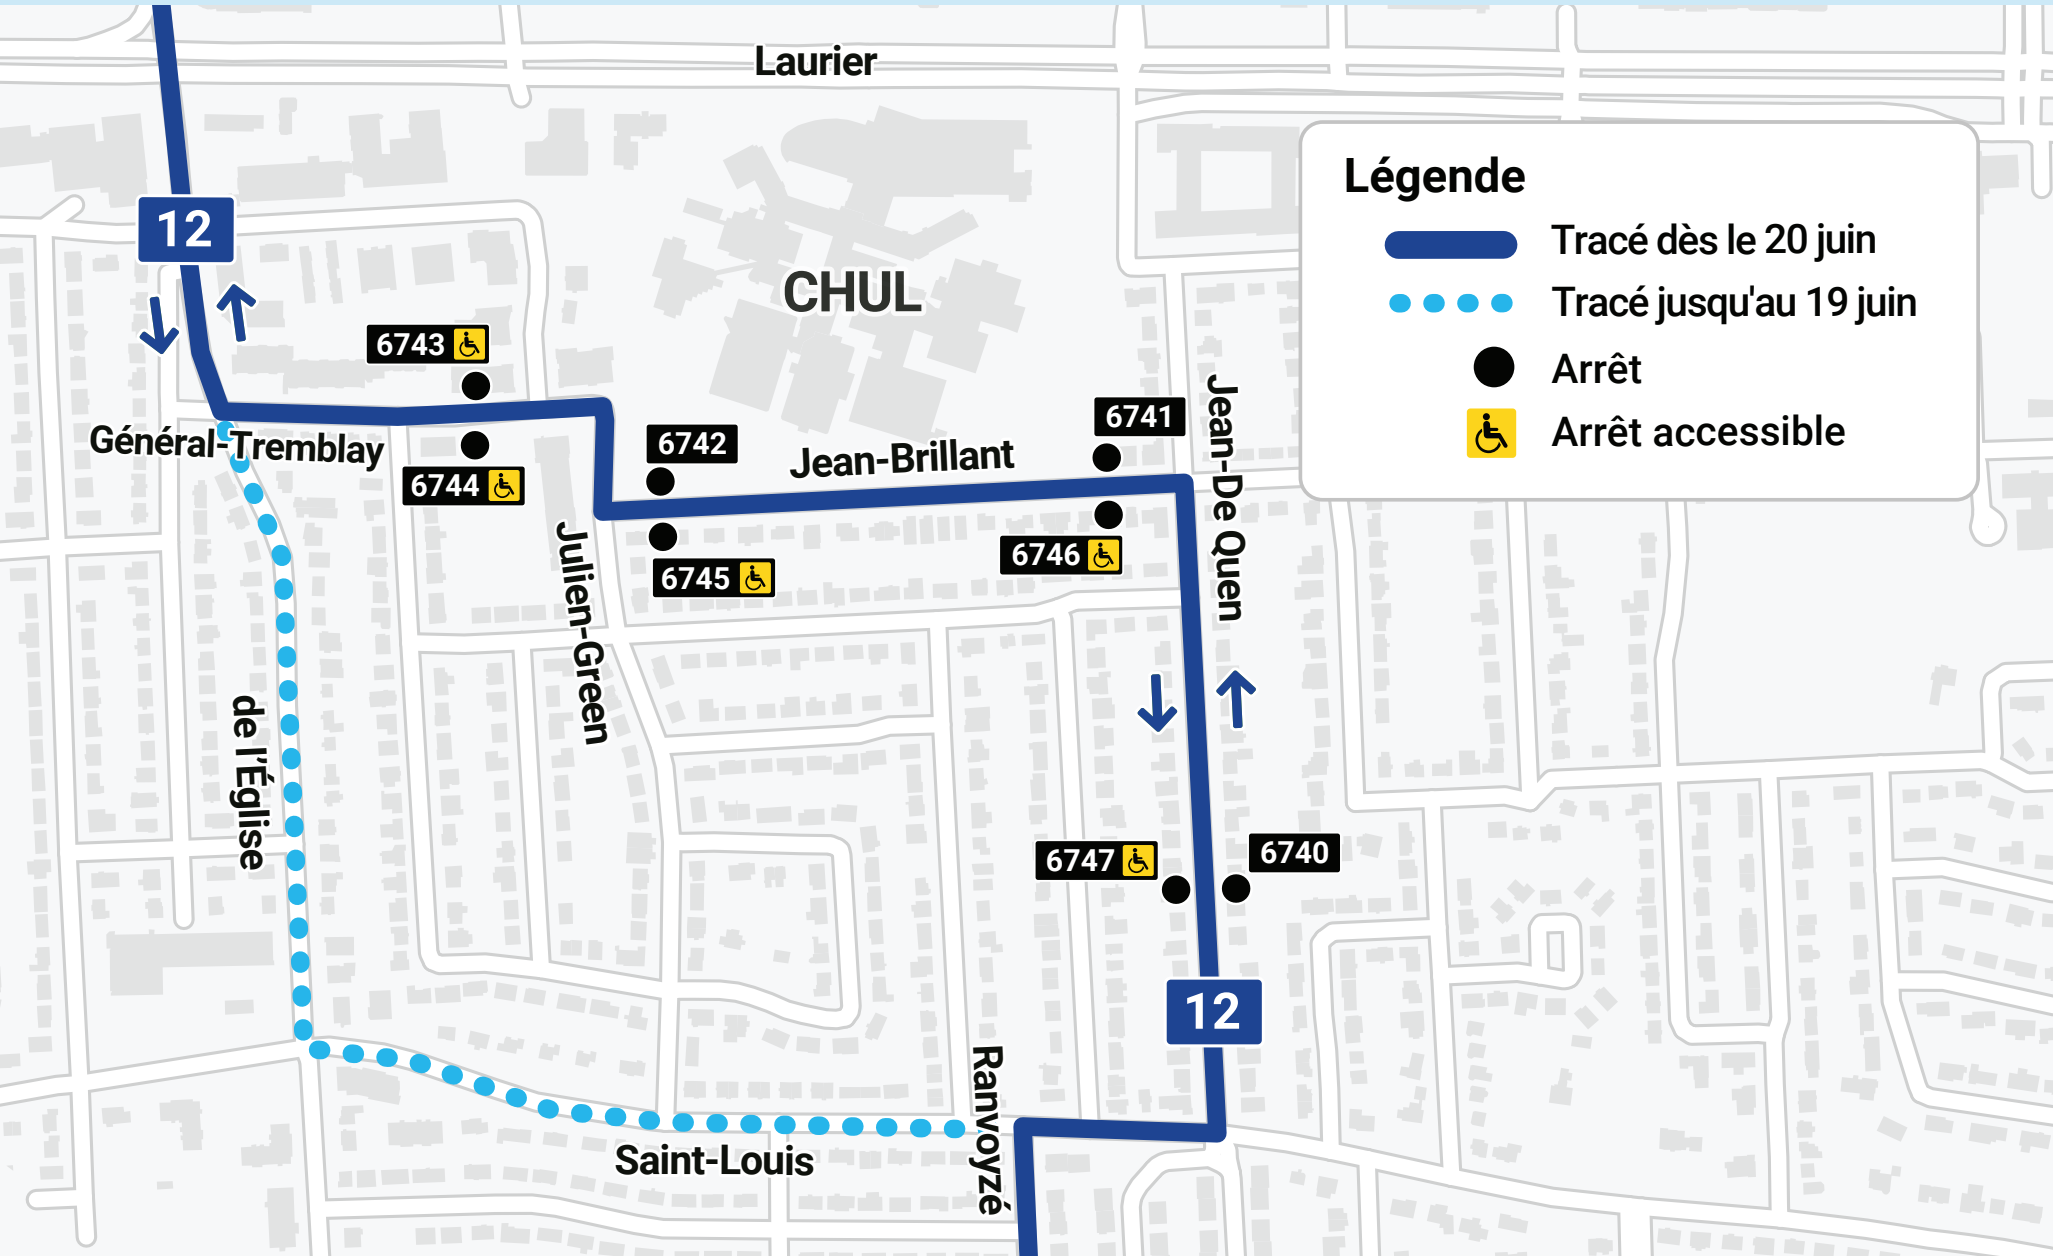 Laurier
Légende
Tracé dès le 20 juin
Tracé jusqu'au 19 juin
Arrêt
Arrêt accessible
12
CHUL
6743
6744
Général-Tremblay
6742
6745
Jean-Brillant
6741
6746
Jean-De Quen
Julien-Green
de l'Église
6747
6740
12
Ranvoyzé
Saint-Louis